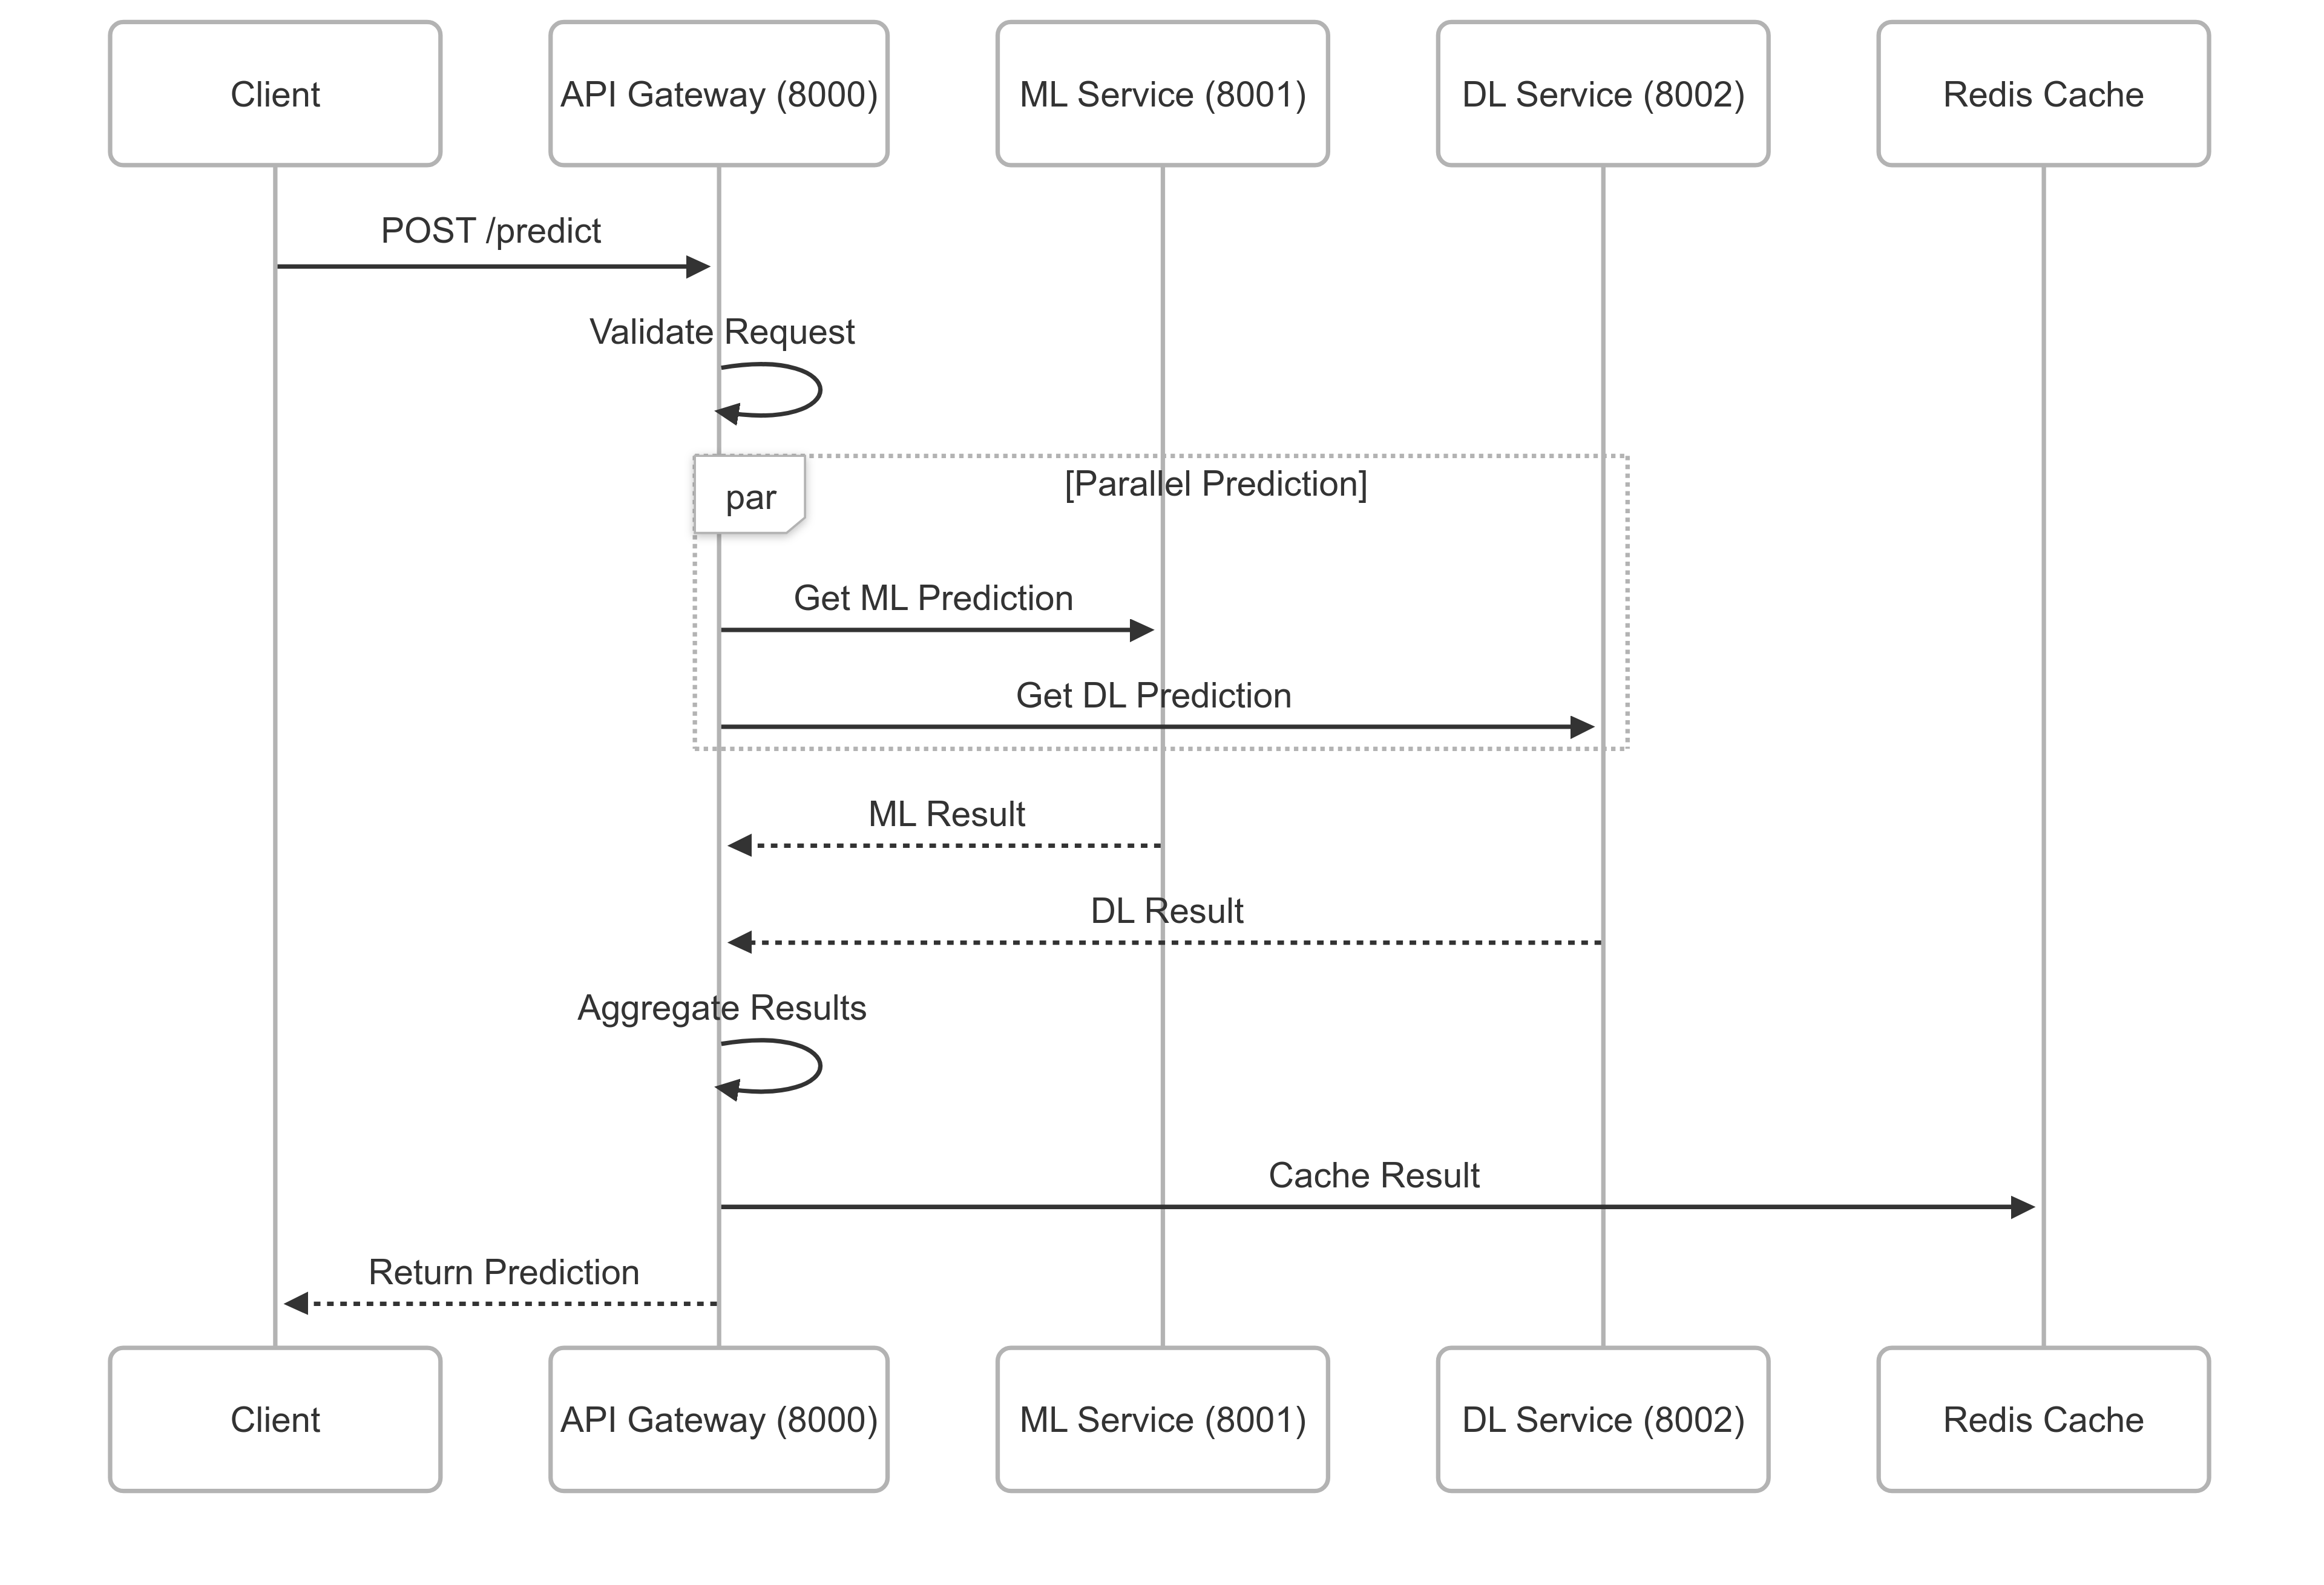 Client
API Gateway (8000)
ML Service (8001)
DL Service (8002)
Redis Cache
POST /predict
Validate Request
par
[Parallel Prediction]
Get ML Prediction
Get DL Prediction
ML Result
DL Result
Aggregate Results
Cache Result
Return Prediction
Client
API Gateway (8000)
ML Service (8001)
DL Service (8002)
Redis Cache